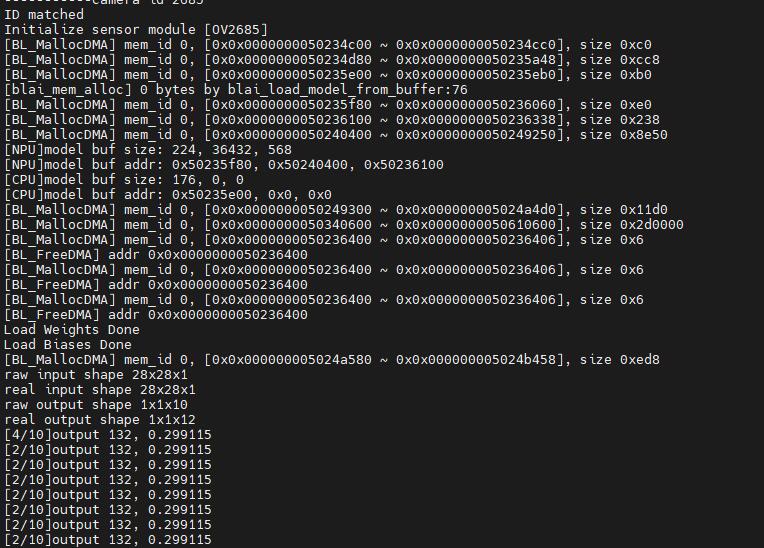 -----------camera id 2685
ID matched
Initialize sensor module [OV2685]
[BL_MallocDMA] mem_id 0, [0x0x0000000050234c00 ~ 0x0x0000000050234cc0], size 0xc0
[BL_MallocDMA] mem_id 0, [0x0x0000000050234d80 ~ 0x0x0000000050235a48], size 0xcc8
[BL_MallocDMA] mem_id 0, [0x0x0000000050235e00 ~ 0x0x0000000050235eb0], size 0xb0
[blai_mem_alloc] 0 bytes by blai_load_model_from_buffer:76
[BL_MallocDMA] mem_id 0, [0x0x0000000050235f80 ~ 0x0x0000000050236060], size 0xe0
[BL_MallocDMA] mem_id 0, [0x0x0000000050236100 ~ 0x0x0000000050236338], size 0x238
[BL_MallocDMA] mem_id 0, [0x0x0000000050240400 ~ 0x0x0000000050249250], size 0x8e50
[NPU]model buf size: 224, 36432, 568
[NPU]model buf addr: 0x50235f80, 0x50240400, 0x50236100
[CPU]model buf size: 176, 0, 0
[CPU]model buf addr: 0x50235e00, 0x0, 0x0
[BL_MallocDMA] mem_id 0, [0x0x0000000050249300 ~ 0x0x000000005024a4d0], size 0x11d0
[BL_MallocDMA] mem_id 0, [0x0x0000000050340600 ~ 0x0x0000000050610600], size 0x2d0000
[BL_MallocDMA] mem_id 0, [0x0x0000000050236400 ~ 0x0x0000000050236406], size 0x6
[BL_FreeDMA] addr 0x0x0000000050236400
[BL_MallocDMA] mem_id 0, [0x0x0000000050236400 ~ 0x0x0000000050236406], size 0x6
[BL_FreeDMA] addr 0x0x0000000050236400
[BL_MallocDMA] mem_id 0, [0x0x0000000050236400 ~ 0x0x0000000050236406], size 0x6
[BL_FreeDMA] addr 0x0x0000000050236400
Load Weights Done
Load Biases Done
[BL_MallocDMA] mem_id 0, [0x0x000000005024a580 ~ 0x0x000000005024b458], size 0xed8
raw input shape 28x28x1
real input shape 28x28x1
raw output shape 1x1x10
real output shape 1x1x12
[4/10]output 132, 0.299115
[2/10]output 132, 0.299115
[2/10]output 132, 0.299115
[2/10]output 132, 0.299115
[2/10]output 132, 0.299115
[2/10]output 132, 0.299115
[2/10]output 132, 0.299115
[2/10]output 132, 0.299115